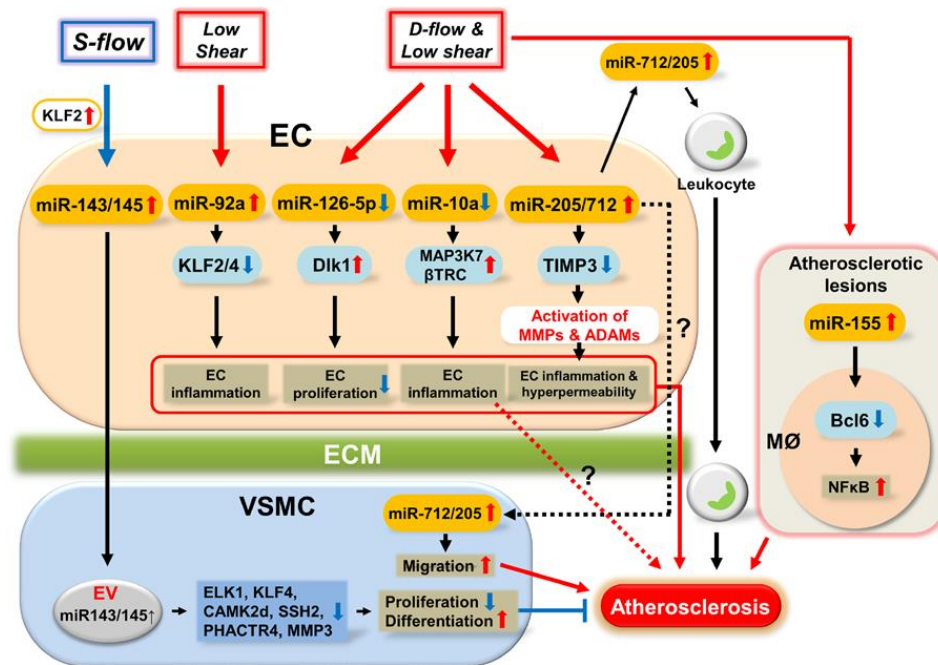 S-flow
Low
Shear
D-flow &
Low shear
miR-712/205↑
KLF2↑
EC
Leukocyte
miR-143/145↑
miR-92a↑
miR-126-5p↓
miR-10a↓
miR-205/712↑
KLF2/4↓
Dlk1↑
MAP3K7
βTRC↑
TIMP3↓
Activation of
MMPs & ADAMs
?
EC
inflammation
EC
proliferation↓
EC
inflammation
EC inflammation &
hyperpermeability
Atherosclerotic
lesions
miR-155↑
MØ
Bcl6↓
NFκB↑
ECM
?
VSMC
miR-712/205↑
Migration↑
EV
miR143/145↑
ELK1, KLF4,
CAMK2d, SSH2,↓
PHACTR4, MMP3
Proliferation↓
Differentiation↑
Atherosclerosis